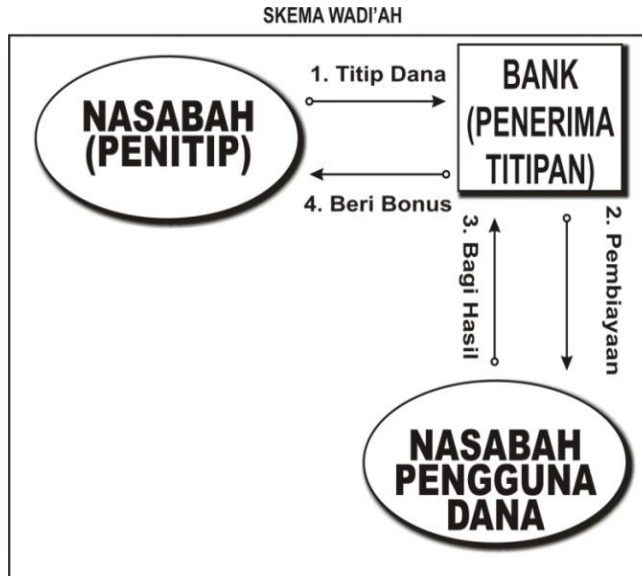 SKEMA WADI'AH
NASABAH
(PENITIP)
1. Titip Dana
BANK
(PENERIMA
TITIPAN)
4. Beri Bonus
3. Bagi Hasil
2. Pembiayaan
NASABAH
PENGGUNA
DANA